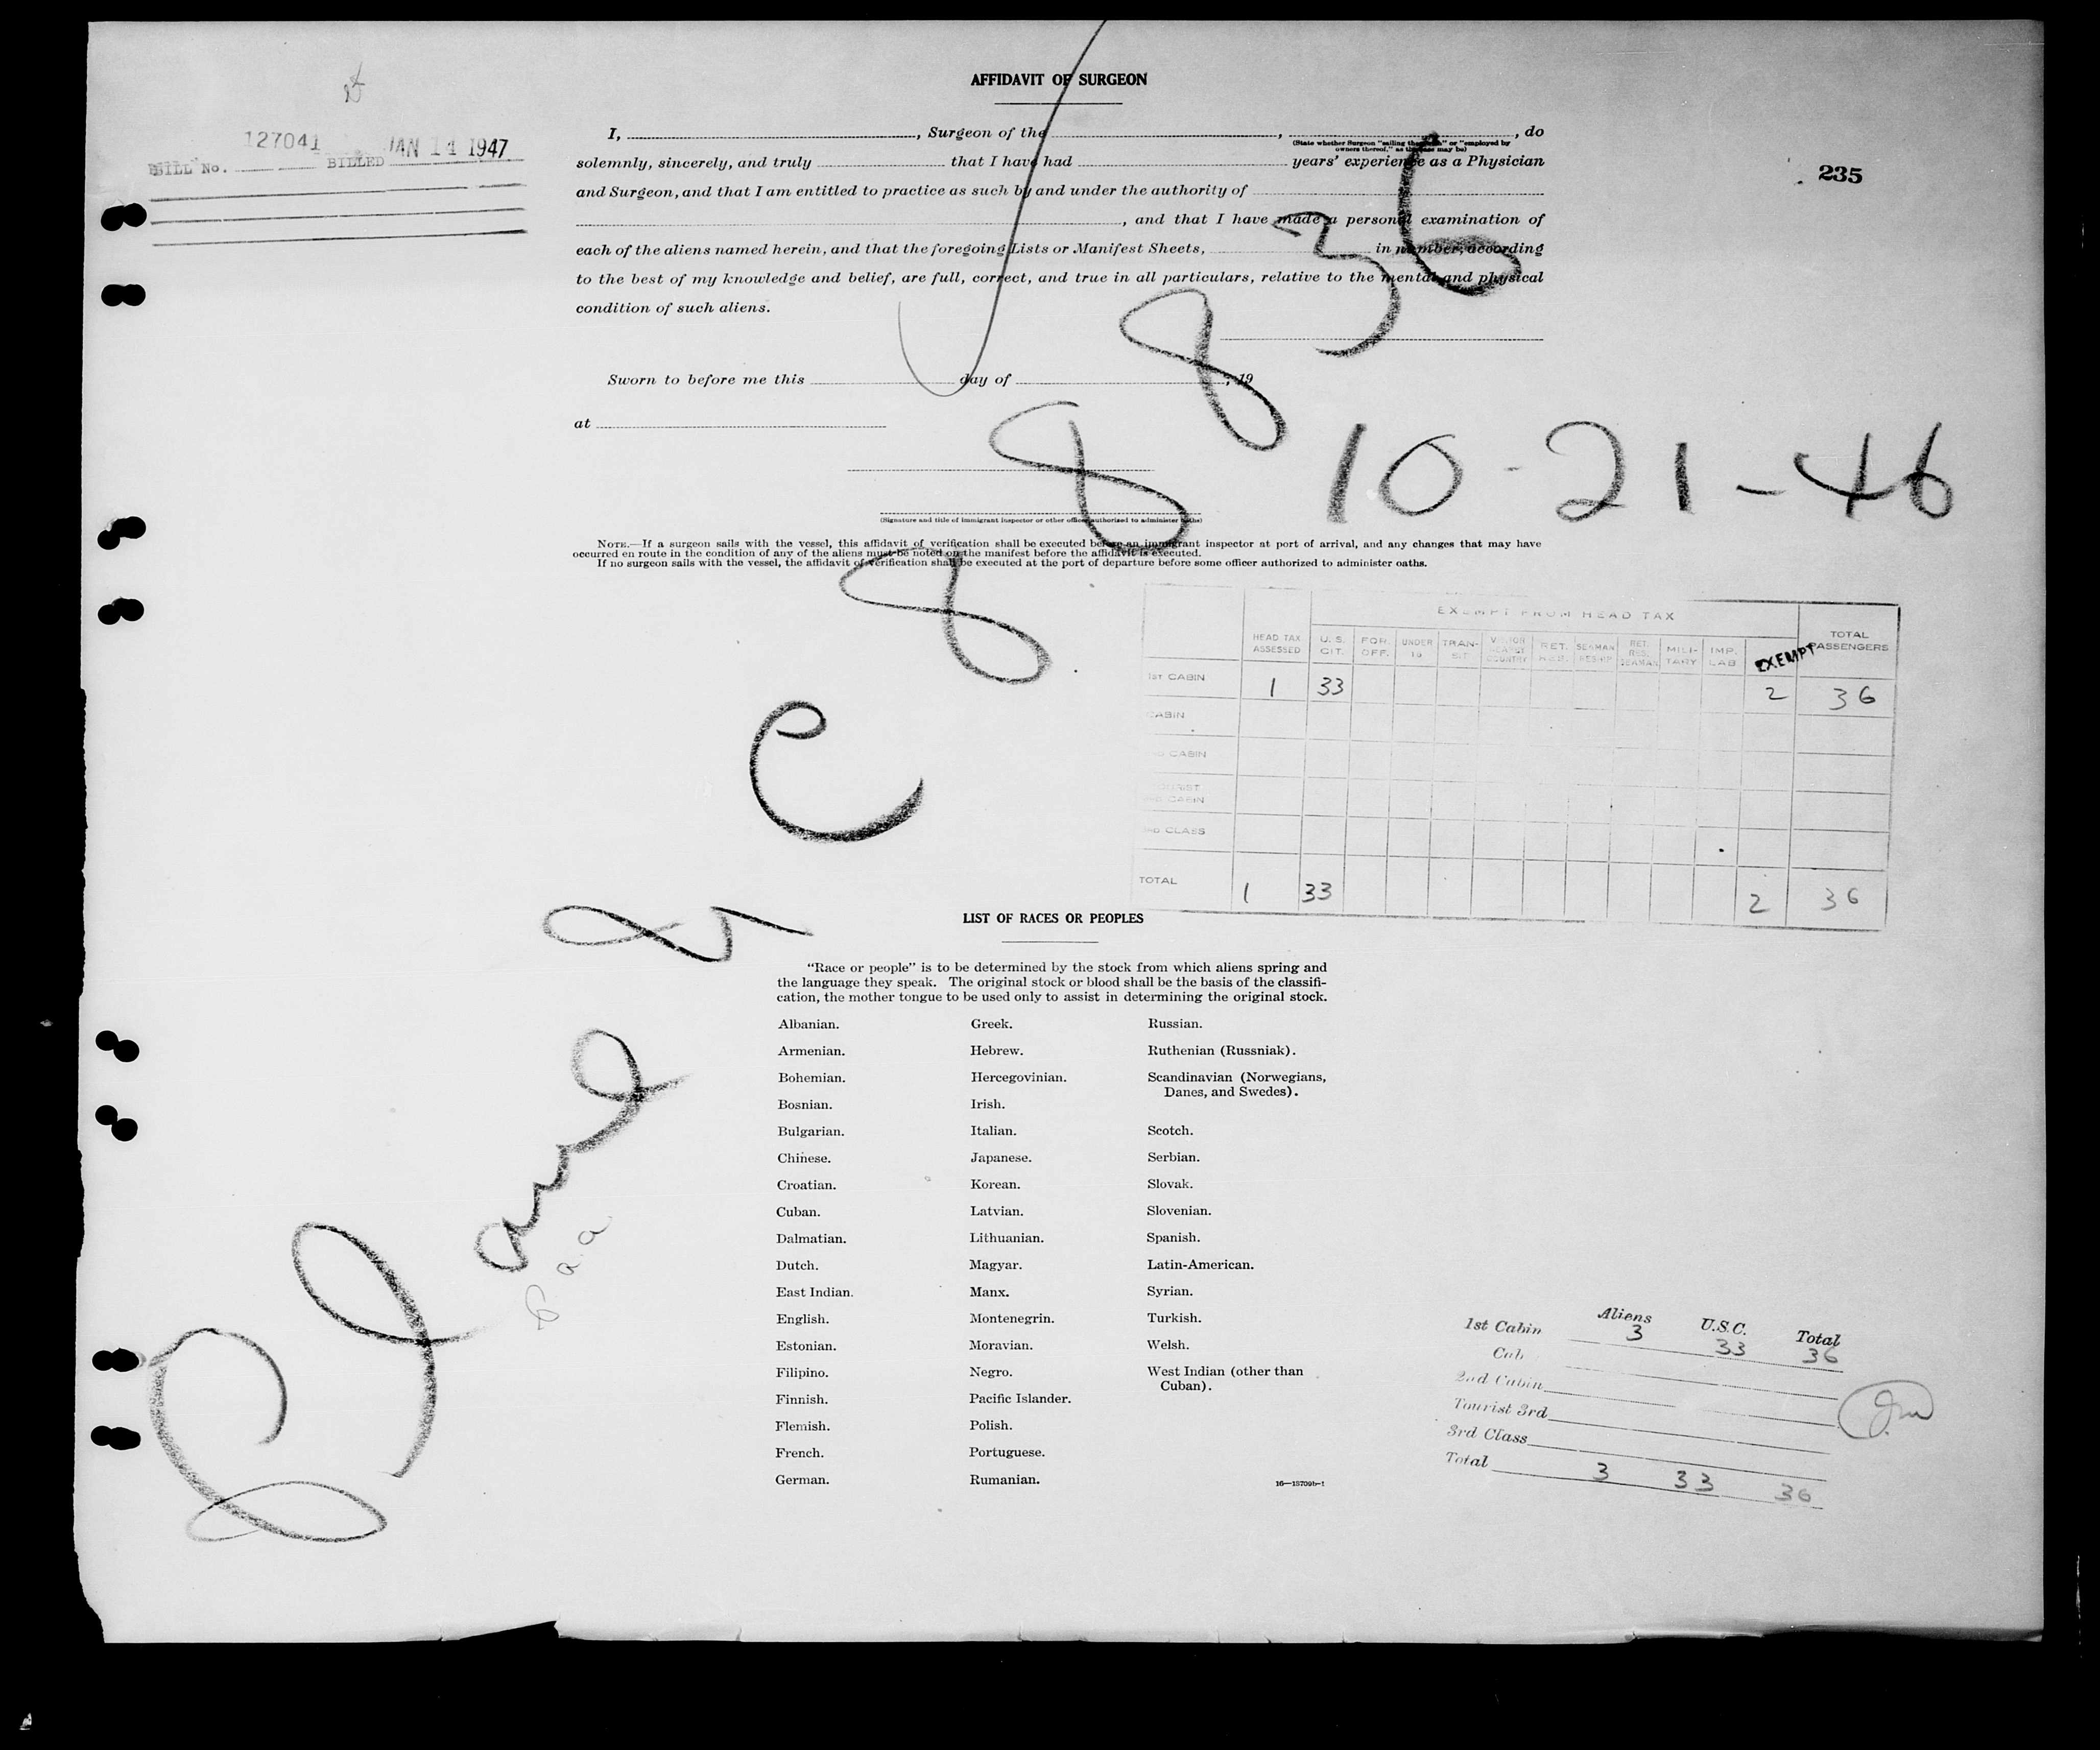 AFFIDAVIT OF SURGEON
127041 JAN 14 1947
BILL No. BILLED
235
I, , Surgeon of the , , do
(State whether Surgeon "sailing therewith" or "employed by
owners thereof," as the case may be)
solemnly, sincerely, and truly that I have had years' experience as a Physician
and Surgeon, and that I am entitled to practice as such by and under the authority of
, and that I have made a personal examination of
each of the aliens named herein, and that the foregoing Lists or Manifest Sheets, in number, according
to the best of my knowledge and belief, are full, correct, and true in all particulars, relative to the mental and physical
condition of such aliens.
Sworn to before me this day of , 19
at
(Signature and title of immigrant inspector or other officer authorized to administer oaths)
NOTE.—If a surgeon sails with the vessel, this affidavit of verification shall be executed before an immigrant inspector at port of arrival, and any changes that may have
occurred en route in the condition of any of the aliens must be noted on the manifest before the affidavit is executed.
If no surgeon sails with the vessel, the affidavit of verification shall be executed at the port of departure before some officer authorized to administer oaths.
Plane N C 88836
10-21-46
Paa
EXEMPT FROM HEAD TAX
HEAD TAX ASSESSED U. S. CIT. FOR. OFF. UNDER 16 TRAN-SIT RET. RES. SEAMAN MILI-TARY IMP. LAB EXEMPT TOTAL PASSENGERS
1ST CABIN 1 33 2 36
CABIN
CABIN
CABIN
CLASS
TOTAL 1 33 2 36
LIST OF RACES OR PEOPLES
"Race or people" is to be determined by the stock from which aliens spring and
the language they speak. The original stock or blood shall be the basis of the classifi-
cation, the mother tongue to be used only to assist in determining the original stock.
Albanian. Greek. Russian.
Armenian. Hebrew. Ruthenian (Russniak).
Bohemian. Hercegovinian. Scandinavian (Norwegians,
Danes, and Swedes).
Bosnian. Irish.
Bulgarian. Italian. Scotch.
Chinese. Japanese. Serbian.
Croatian. Korean. Slovak.
Cuban. Latvian. Slovenian.
Dalmatian. Lithuanian. Spanish.
Dutch. Magyar. Latin-American.
East Indian. Manx. Syrian.
English. Montenegrin. Turkish.
Estonian. Moravian. Welsh.
Filipino. Negro. West Indian (other than
Cuban).
Finnish. Pacific Islander.
Flemish. Polish.
French. Portuguese.
German. Rumanian.
16—13709b-1
Aliens U.S.C. Total
1st Cabin 3 33 36
Cab
2nd Cabin
Tourist 3rd
3rd Class
Total 3 33 36